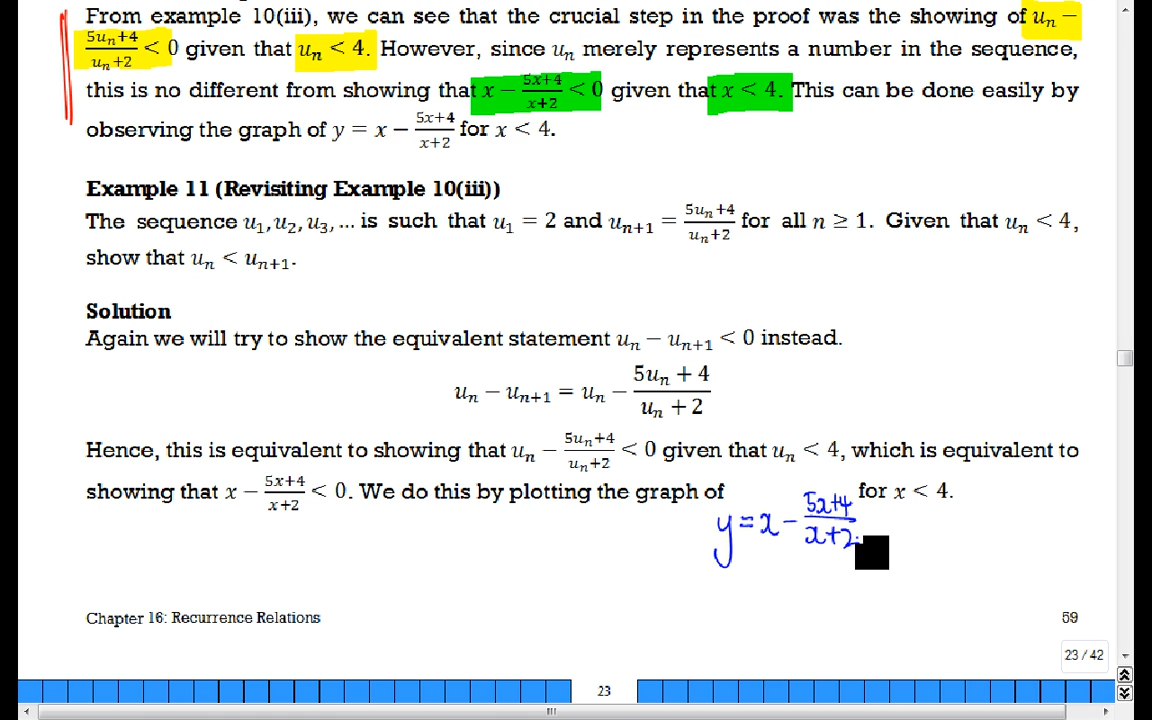 From example 10(iii), we can see that the crucial step in the proof was the showing of uₙ −
(5uₙ+4)/(uₙ+2) < 0 given that uₙ < 4. However, since uₙ merely represents a number in the sequence,
this is no different from showing that x − (5x+4)/(x+2) < 0 given that x < 4. This can be done easily by
observing the graph of y = x − (5x+4)/(x+2) for x < 4.
Example 11 (Revisiting Example 10(iii))
The sequence u₁, u₂, u₃, … is such that u₁ = 2 and uₙ₊₁ = (5uₙ+4)/(uₙ+2) for all n ≥ 1. Given that uₙ < 4,
show that uₙ < uₙ₊₁.
Solution
Again we will try to show the equivalent statement uₙ − uₙ₊₁ < 0 instead.
uₙ − uₙ₊₁ = uₙ − (5uₙ + 4)/(uₙ + 2)
Hence, this is equivalent to showing that uₙ − (5uₙ+4)/(uₙ+2) < 0 given that uₙ < 4, which is equivalent to
showing that x − (5x+4)/(x+2) < 0. We do this by plotting the graph of for x < 4.
y = x − (5x+4)/(x+2)
Chapter 16: Recurrence Relations 59
23 / 42
23